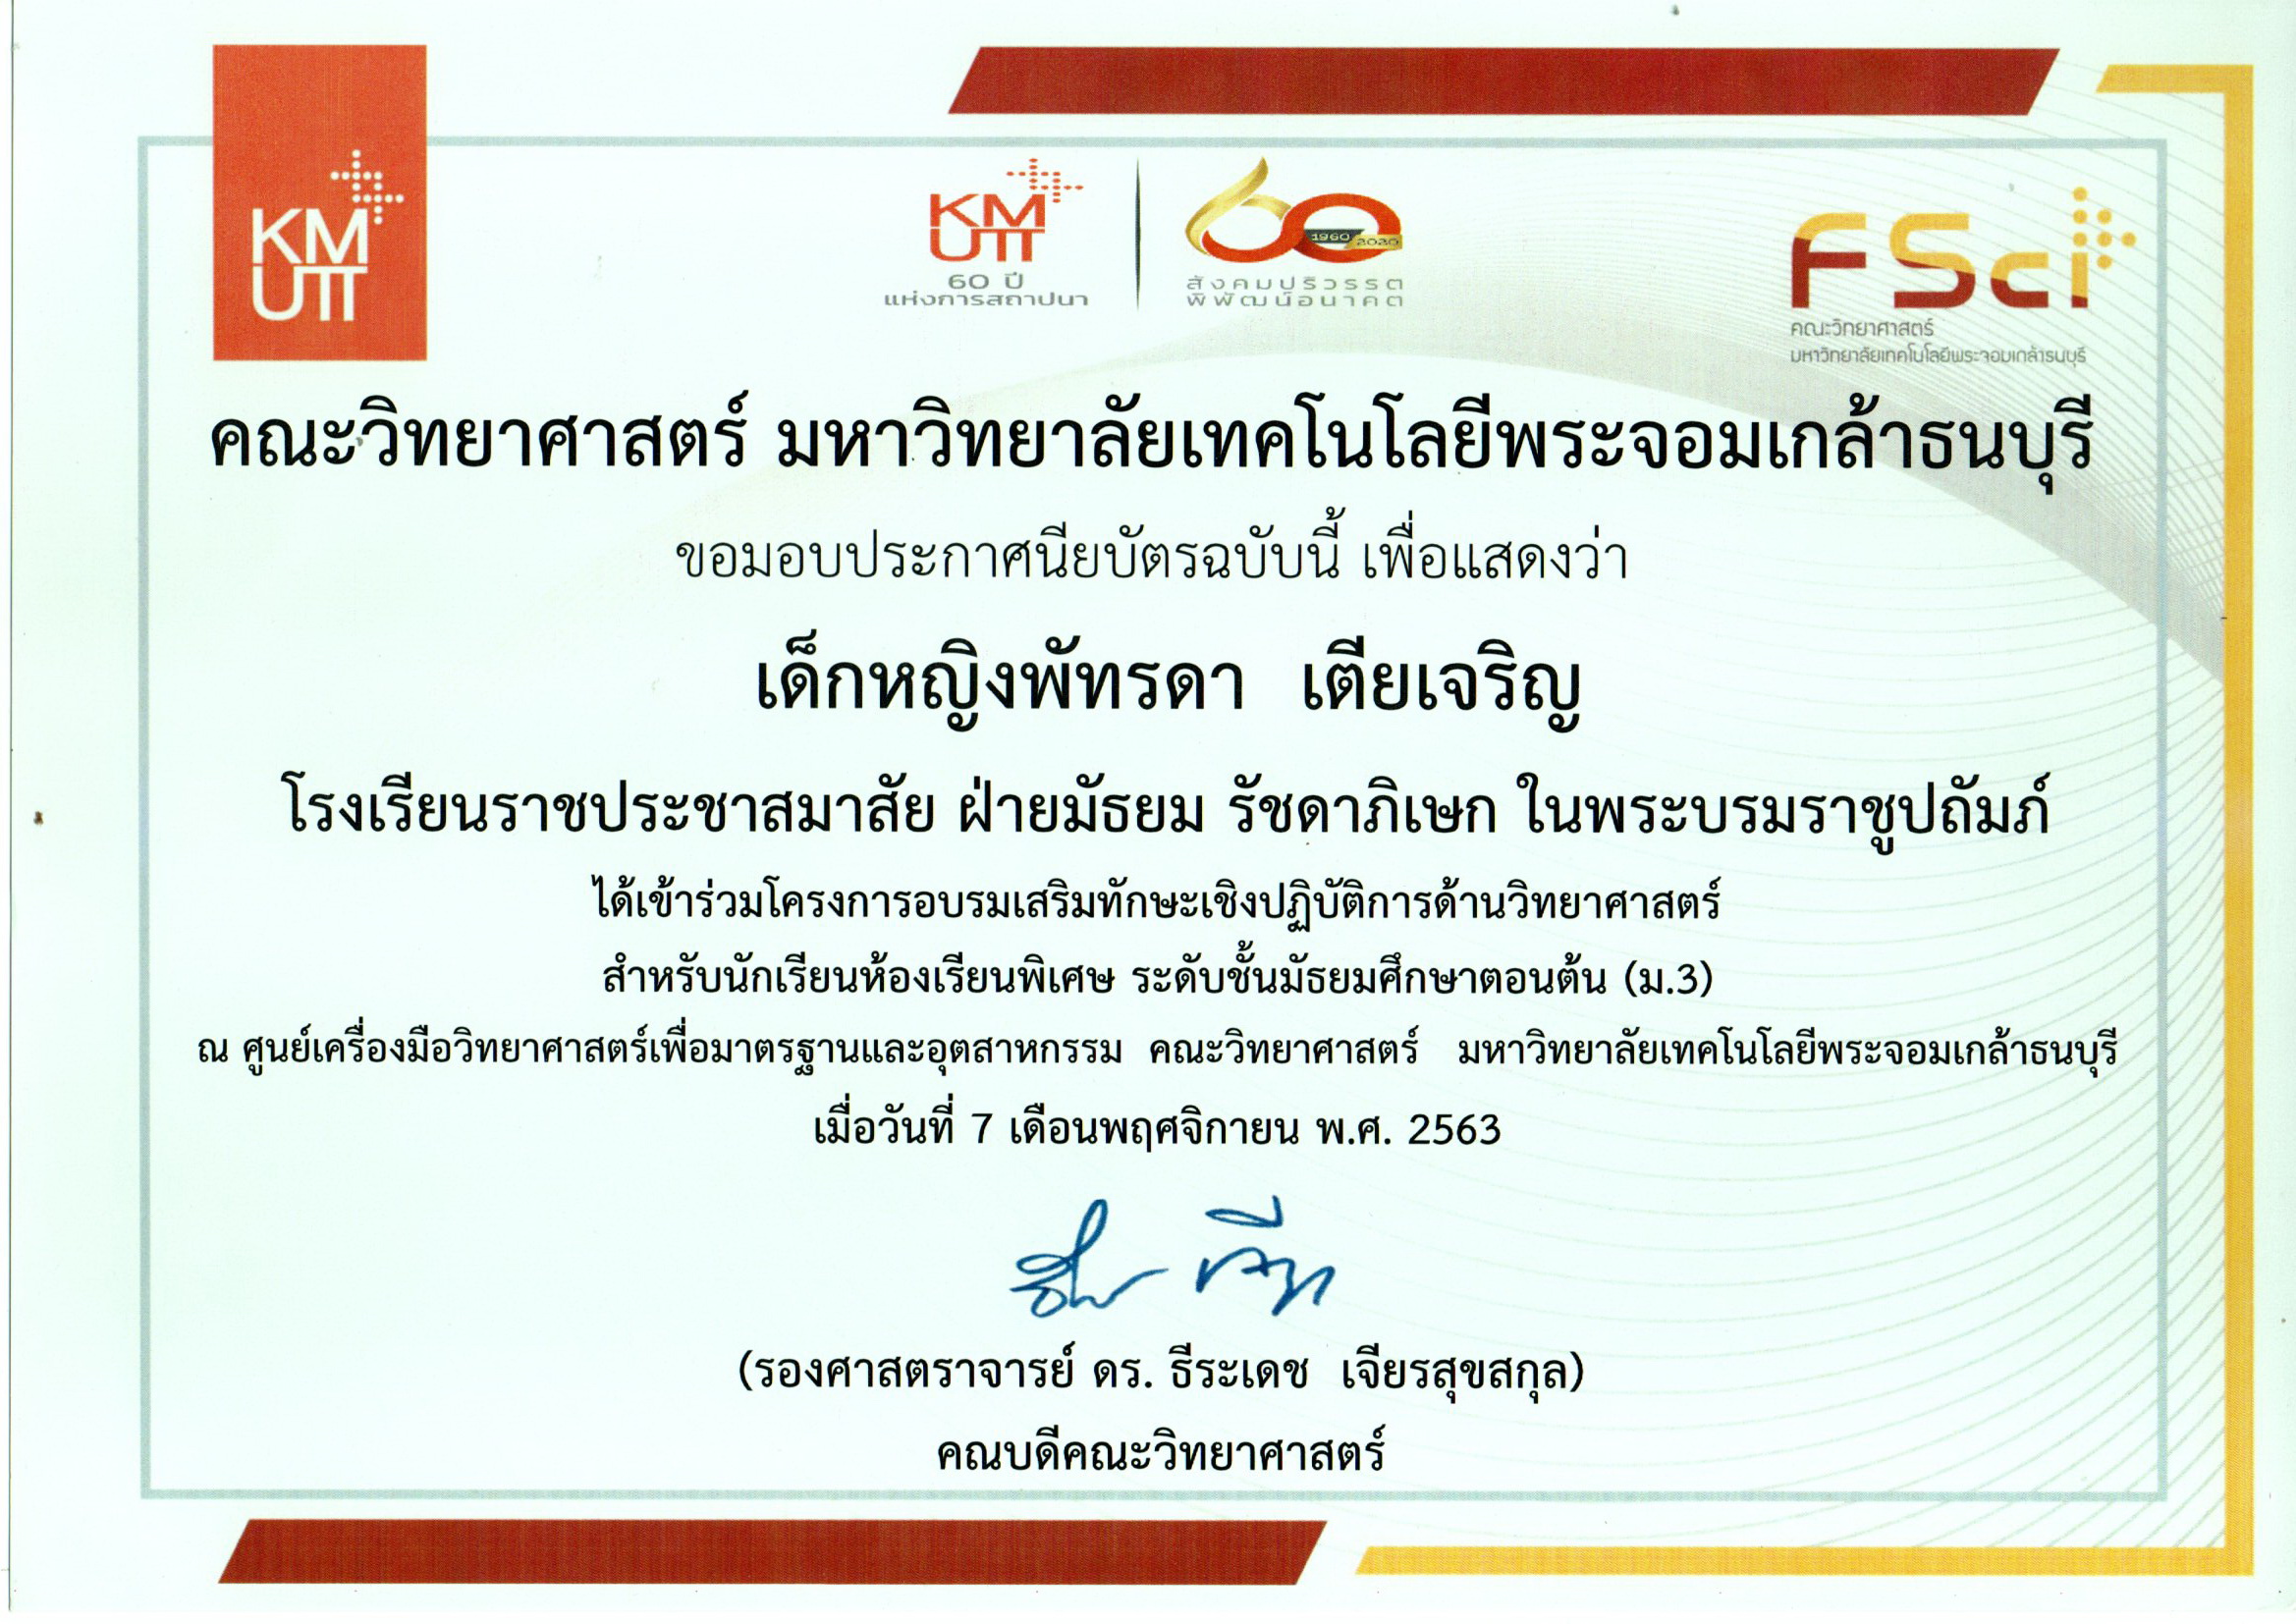 KM
UTT
KM
UTT
60 ปี
แห่งการสถาปนา
60
1960 2020
สังคมปริวรรต
พิพัฒน์อนาคต
FSci
คณะวิทยาศาสตร์
มหาวิทยาลัยเทคโนโลยีพระจอมเกล้าธนบุรี
คณะวิทยาศาสตร์ มหาวิทยาลัยเทคโนโลยีพระจอมเกล้าธนบุรี
ขอมอบประกาศนียบัตรฉบับนี้ เพื่อแสดงว่า
เด็กหญิงพัทรดา เตียเจริญ
โรงเรียนราชประชาสมาสัย ฝ่ายมัธยม รัชดาภิเษก ในพระบรมราชูปถัมภ์
ได้เข้าร่วมโครงการอบรมเสริมทักษะเชิงปฏิบัติการด้านวิทยาศาสตร์
สำหรับนักเรียนห้องเรียนพิเศษ ระดับชั้นมัธยมศึกษาตอนต้น (ม.3)
ณ ศูนย์เครื่องมือวิทยาศาสตร์เพื่อมาตรฐานและอุตสาหกรรม คณะวิทยาศาสตร์ มหาวิทยาลัยเทคโนโลยีพระจอมเกล้าธนบุรี
เมื่อวันที่ 7 เดือนพฤศจิกายน พ.ศ. 2563
(รองศาสตราจารย์ ดร. ธีระเดช เจียรสุขสกุล)
คณบดีคณะวิทยาศาสตร์